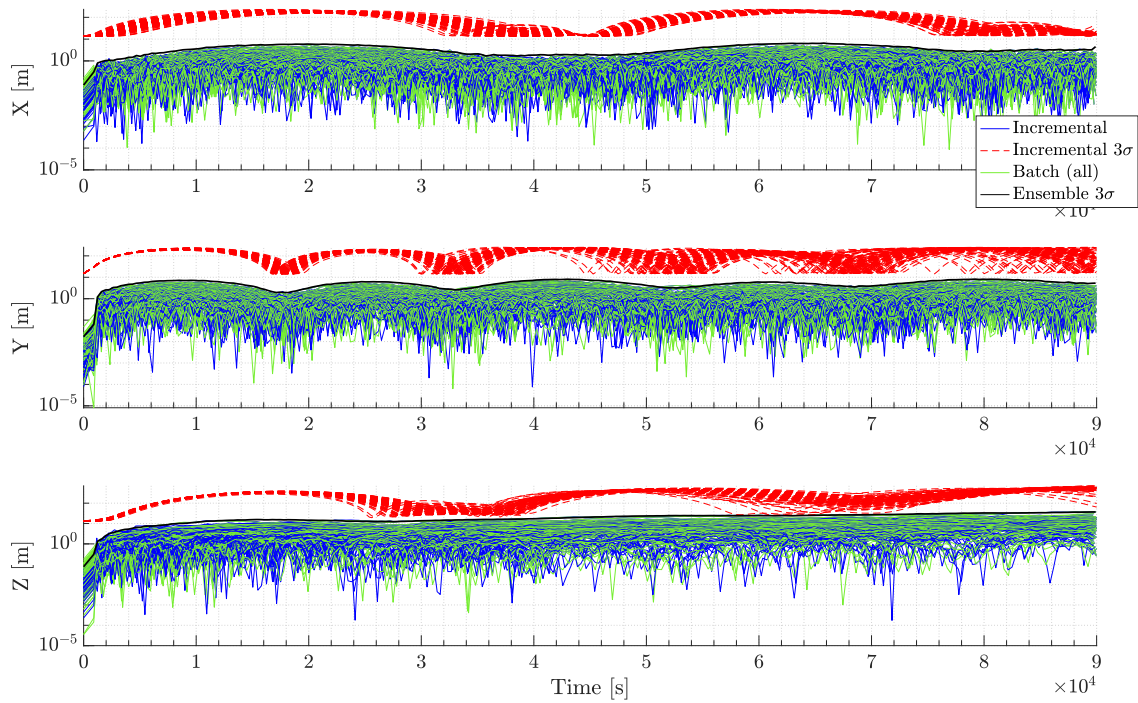 10^0
X [m]
10^-5
0 1 2 3 4 5 6 7
Incremental
Incremental 3σ
Batch (all)
Ensemble 3σ
10^0
Y [m]
10^-5
0 1 2 3 4 5 6 7 8 9
×10^4
10^0
Z [m]
10^-5
0 1 2 3 4 5 6 7 8 9
Time [s]
×10^4